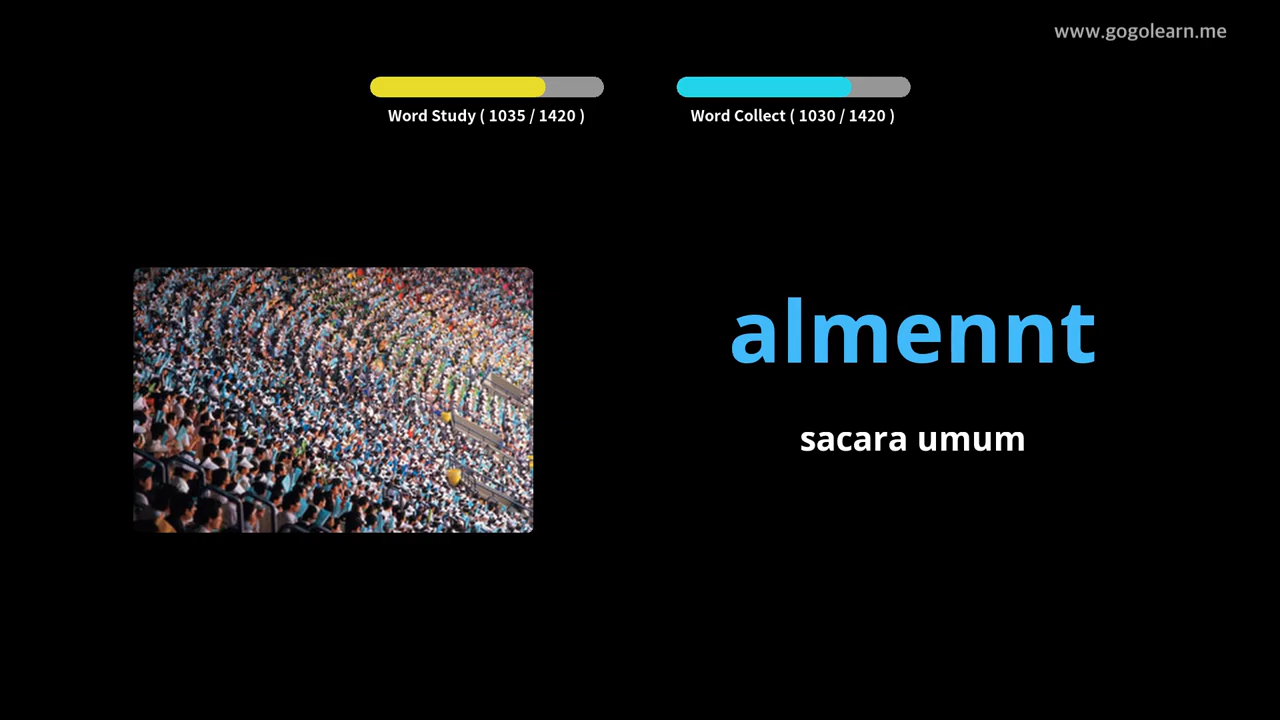 www.gogolearn.me
Word Study ( 1035 / 1420 )
Word Collect ( 1030 / 1420 )
almennt
sacara umum